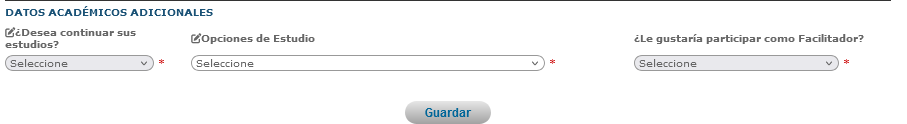 DATOS ACADÉMICOS ADICIONALES
¿Desea continuar sus
estudios?
Opciones de Estudio
¿Le gustaría participar como Facilitador?
Seleccione *
Seleccione *
Seleccione *
Guardar